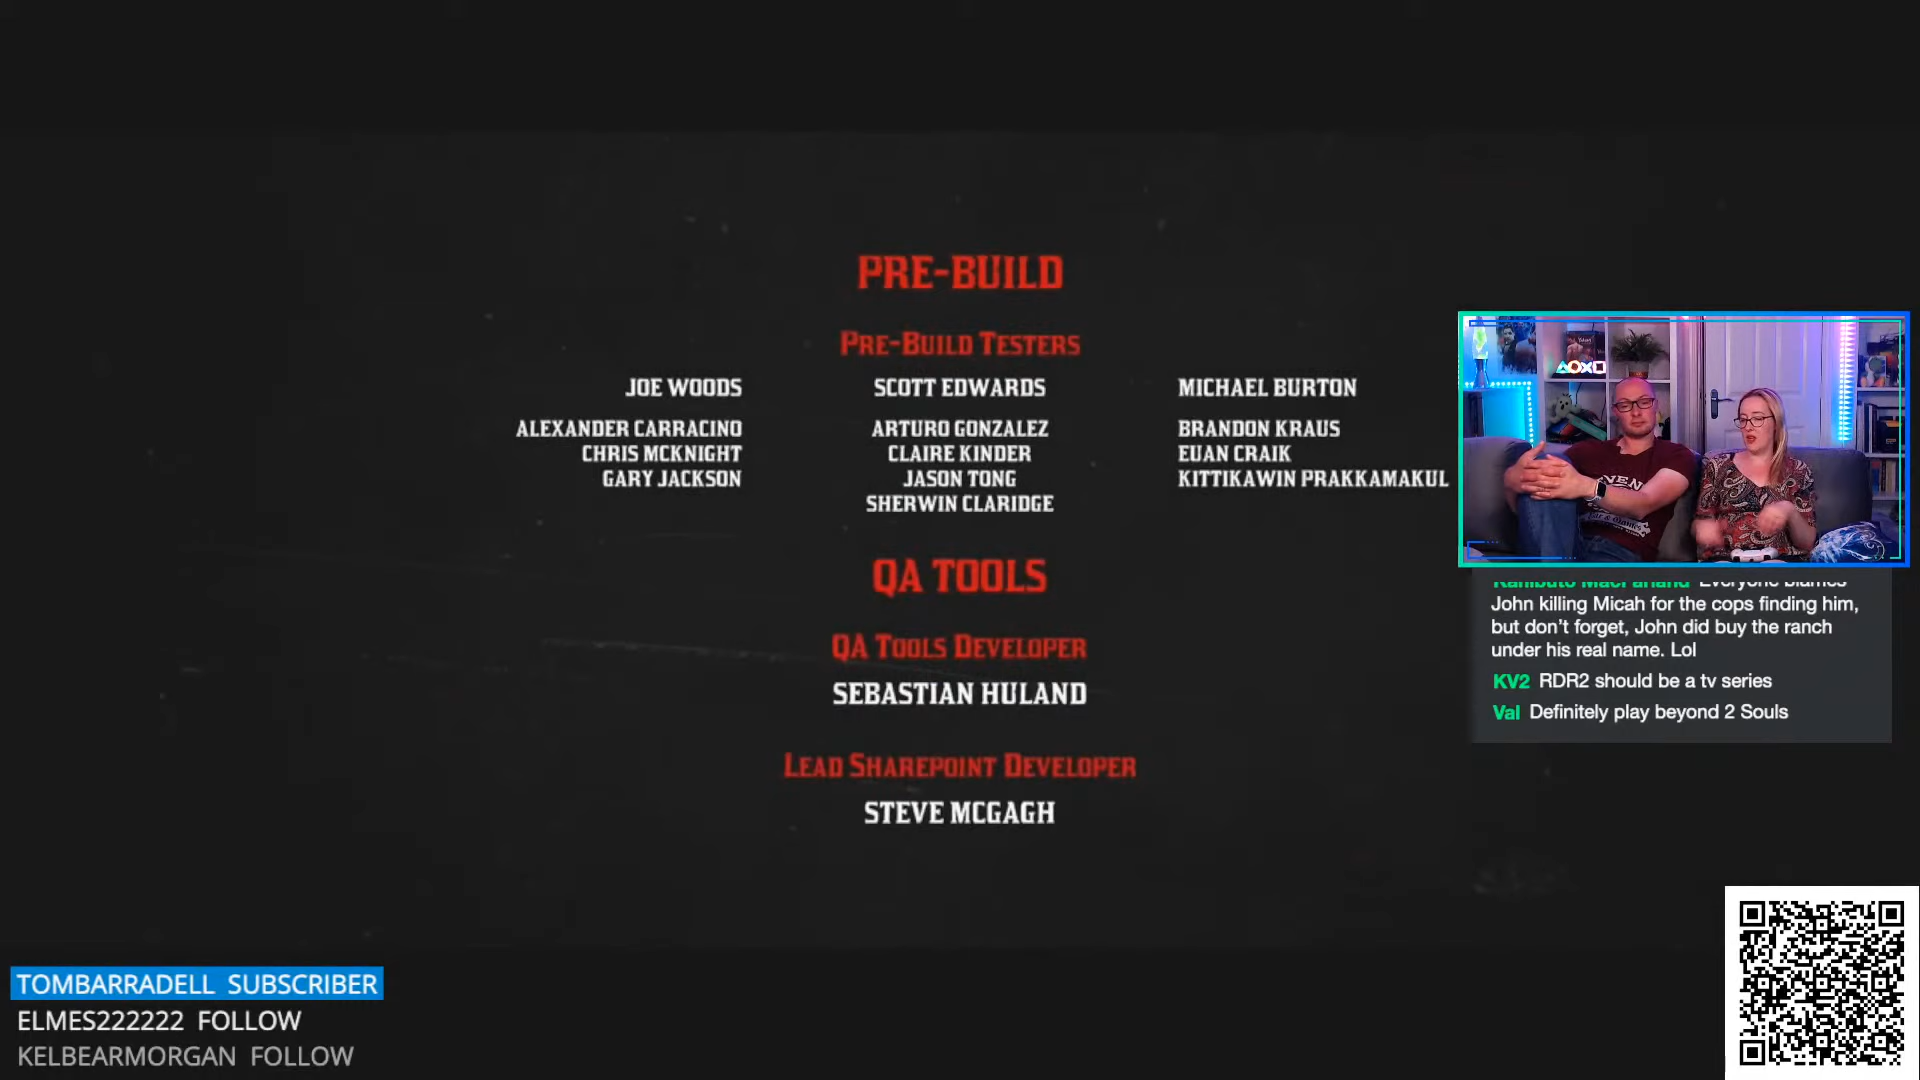 PRE-BUILD
PRE-BUILD TESTERS
JOE WOODS SCOTT EDWARDS MICHAEL BURTON
ALEXANDER CARRACINO ARTURO GONZALEZ BRANDON KRAUS
CHRIS MCKNIGHT CLAIRE KINDER EUAN CRAIK
GARY JACKSON JASON TONG KITTIKAWIN PRAKKAMAKUL
SHERWIN CLARIDGE
QA TOOLS
QA TOOLS DEVELOPER
SEBASTIAN HULAND
LEAD SHAREPOINT DEVELOPER
STEVE MCGAGH
Everyone blames
John killing Micah for the cops finding him,
but don't forget, John did buy the ranch
under his real name. Lol
KV2 RDR2 should be a tv series
Val Definitely play beyond 2 Souls
TOMBARRADELL SUBSCRIBER
ELMES222222 FOLLOW
KELBEARMORGAN FOLLOW